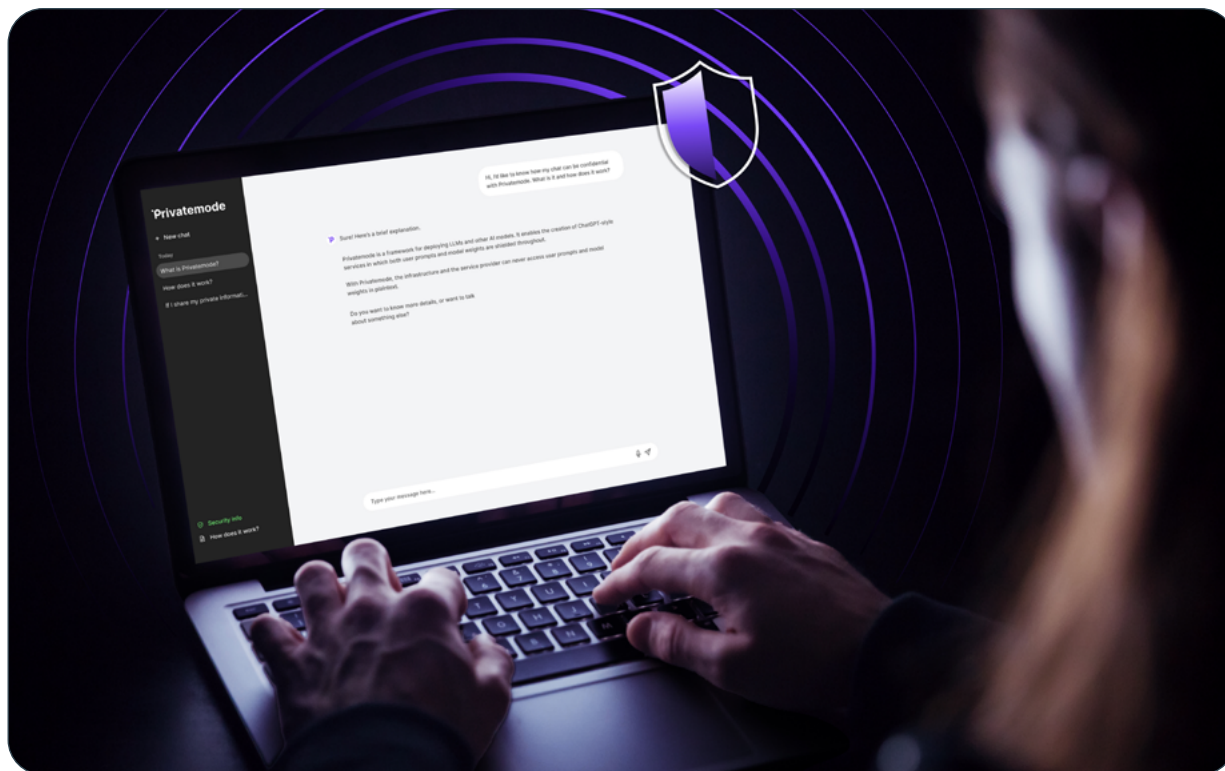 Privatemode
+ New chat
Today
What is Privatemode?
How does it work?
If I share my private informati...
Security info
How does it work?
Hi, I'd like to know how my chat can be confidential
with Privatemode. What is it and how does it work?
Sure! Here's a brief explanation.
Privatemode is a framework for deploying LLMs and other AI models. It enables the creation of ChatGPT-style
services in which both user prompts and model weights are shielded throughout.
With Privatemode, the infrastructure and the service provider can never access user prompts and model
weights in plaintext.
Do you want to know more details, or want to talk
about something else?
Type your message here...